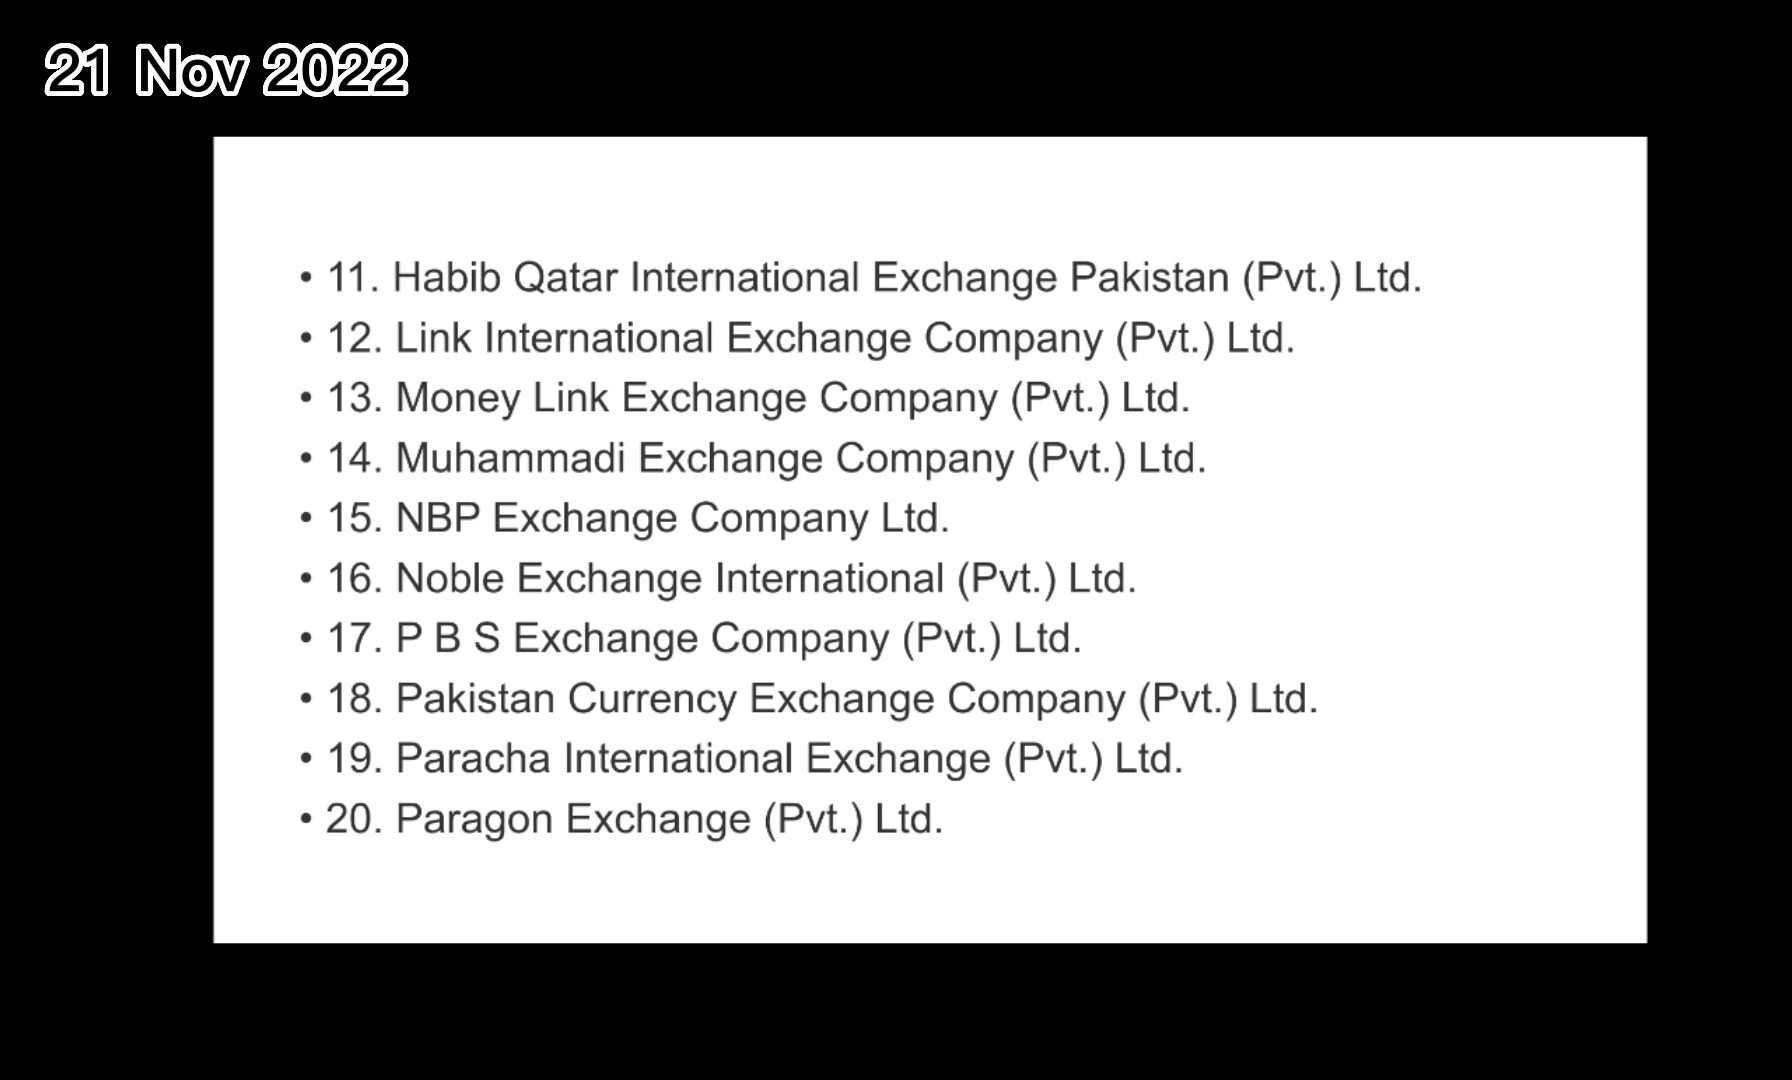 21 Nov 2022
• 11. Habib Qatar International Exchange Pakistan (Pvt.) Ltd.
• 12. Link International Exchange Company (Pvt.) Ltd.
• 13. Money Link Exchange Company (Pvt.) Ltd.
• 14. Muhammadi Exchange Company (Pvt.) Ltd.
• 15. NBP Exchange Company Ltd.
• 16. Noble Exchange International (Pvt.) Ltd.
• 17. P B S Exchange Company (Pvt.) Ltd.
• 18. Pakistan Currency Exchange Company (Pvt.) Ltd.
• 19. Paracha International Exchange (Pvt.) Ltd.
• 20. Paragon Exchange (Pvt.) Ltd.